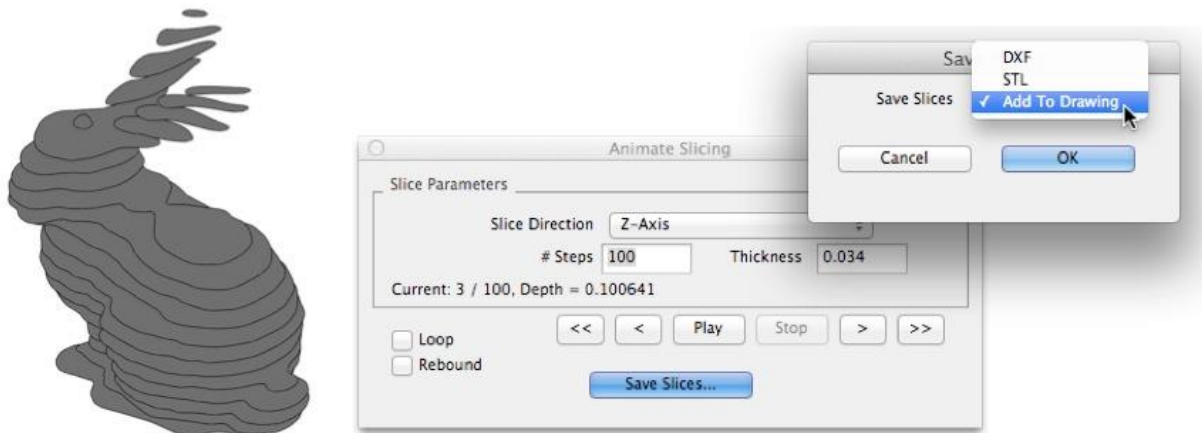 Sav
DXF
STL
Save Slices ✓ Add To Drawing
Cancel OK
Animate Slicing
Slice Parameters
Slice Direction Z-Axis
# Steps 100 Thickness 0.034
Current: 3 / 100, Depth = 0.100641
Loop
Rebound
<< < Play Stop > >>
Save Slices...